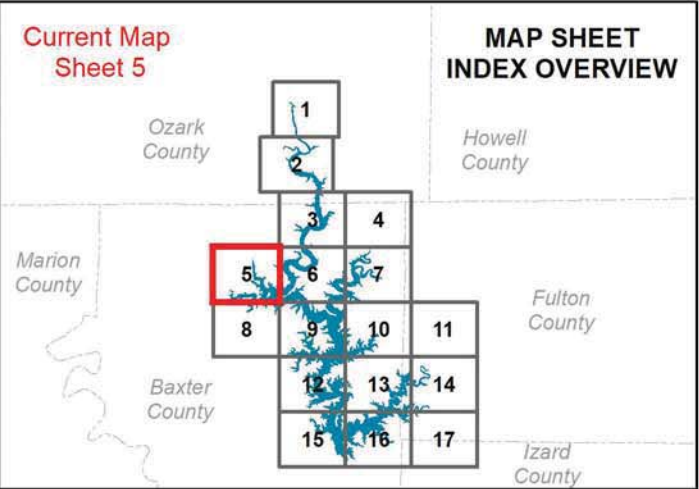 Current Map
Sheet 5
MAP SHEET
INDEX OVERVIEW
Ozark
County
Howell
County
Marion
County
Fulton
County
Baxter
County
Izard
County
1
2
3 4
5 6 7
8 9 10 11
12 13 14
15 16 17